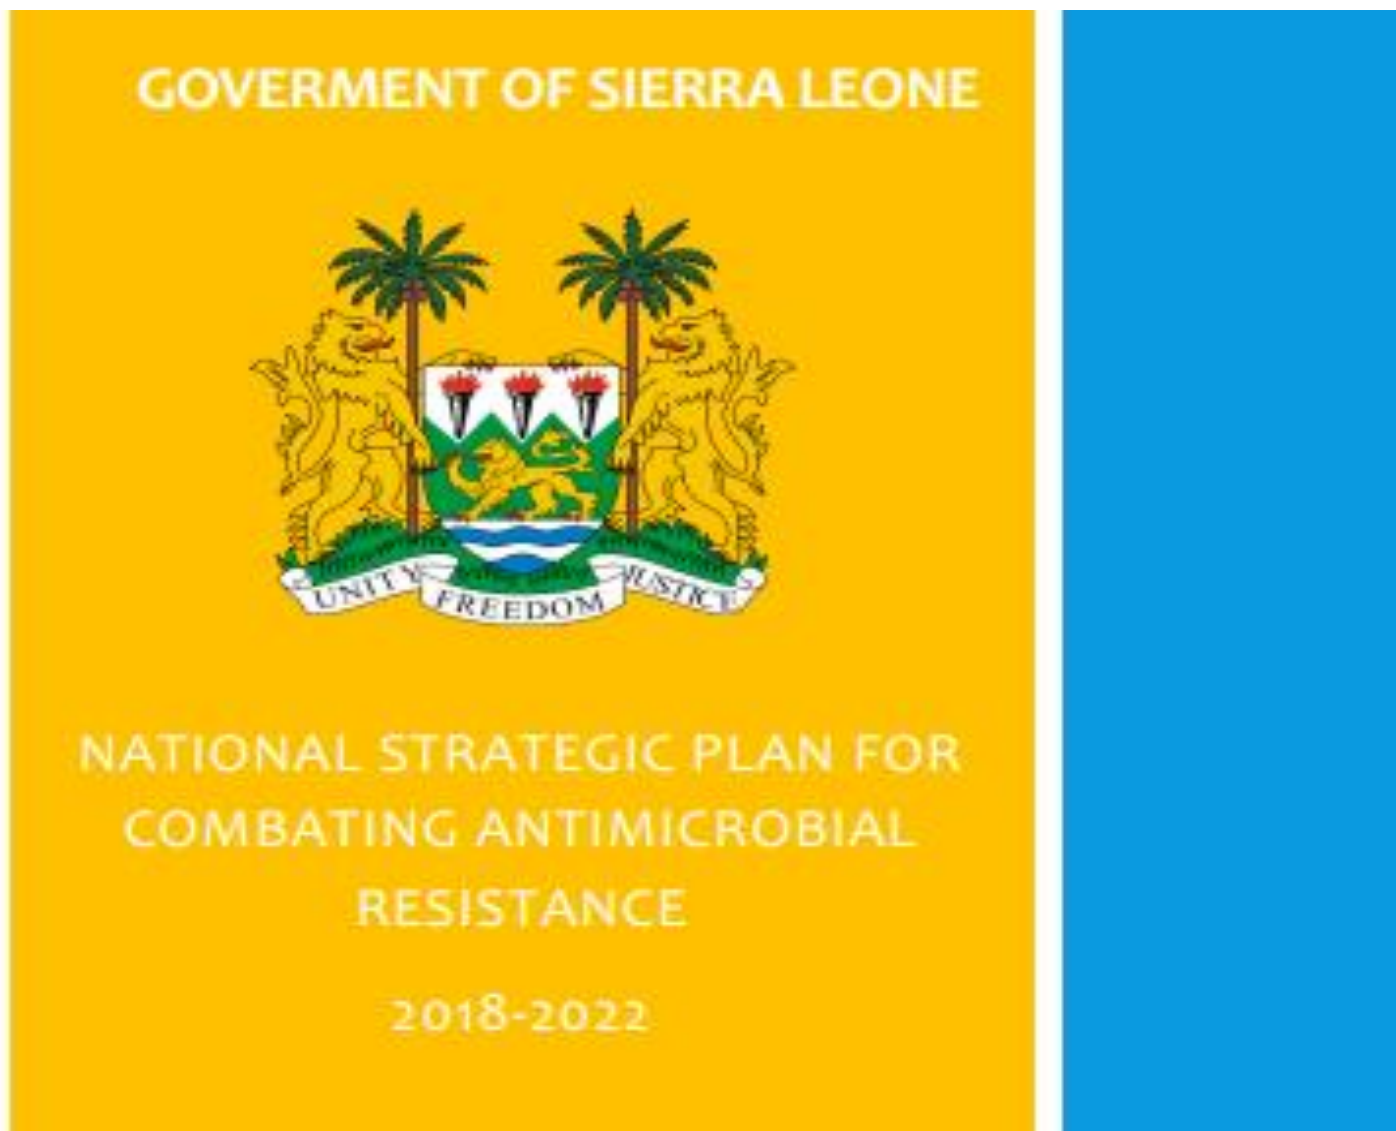 GOVERMENT OF SIERRA LEONE
UNITY FREEDOM JUSTICE
NATIONAL STRATEGIC PLAN FOR
COMBATING ANTIMICROBIAL
RESISTANCE
2018-2022